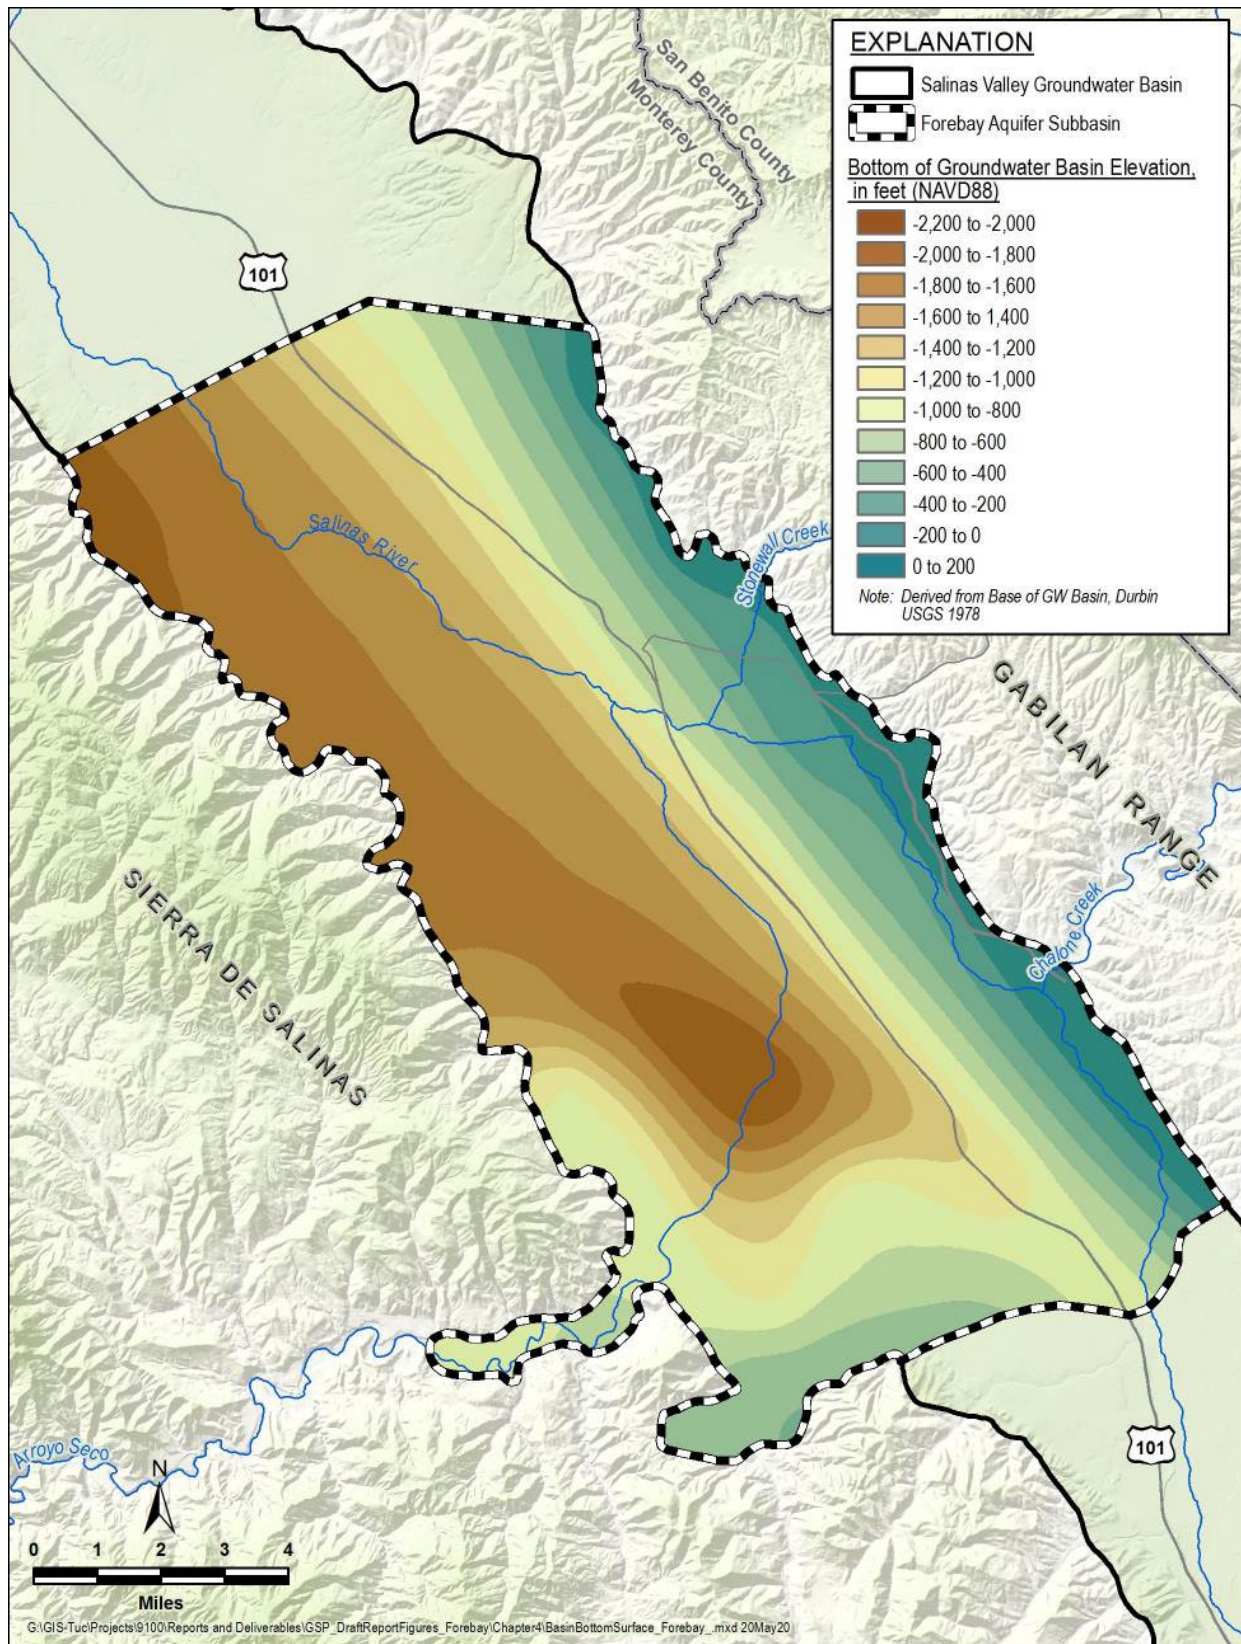 EXPLANATION
Salinas Valley Groundwater Basin
Forebay Aquifer Subbasin
Bottom of Groundwater Basin Elevation,
in feet (NAVD88)
-2,200 to -2,000
-2,000 to -1,800
-1,800 to -1,600
-1,600 to 1,400
-1,400 to -1,200
-1,200 to -1,000
-1,000 to -800
-800 to -600
-600 to -400
-400 to -200
-200 to 0
0 to 200
Note: Derived from Base of GW Basin, Durbin
USGS 1978
San Benito County
Monterey County
101
Salinas River
Stonewall Creek
GABILAN RANGE
Chalone Creek
SIERRA DE SALINAS
Arroyo Seco
101
N
0 1 2 3 4
Miles
G:\GIS-Tuc\Projects\9100\Reports and Deliverables\GSP_DraftReportFigures_Forebay\Chapter4\BasinBottomSurface_Forebay_.mxd 20May20